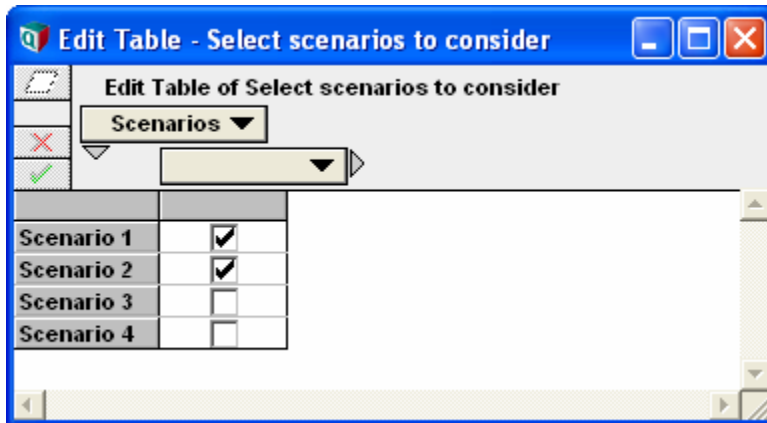 Edit Table - Select scenarios to consider
Edit Table of Select scenarios to consider
Scenarios
Scenario 1
Scenario 2
Scenario 3
Scenario 4